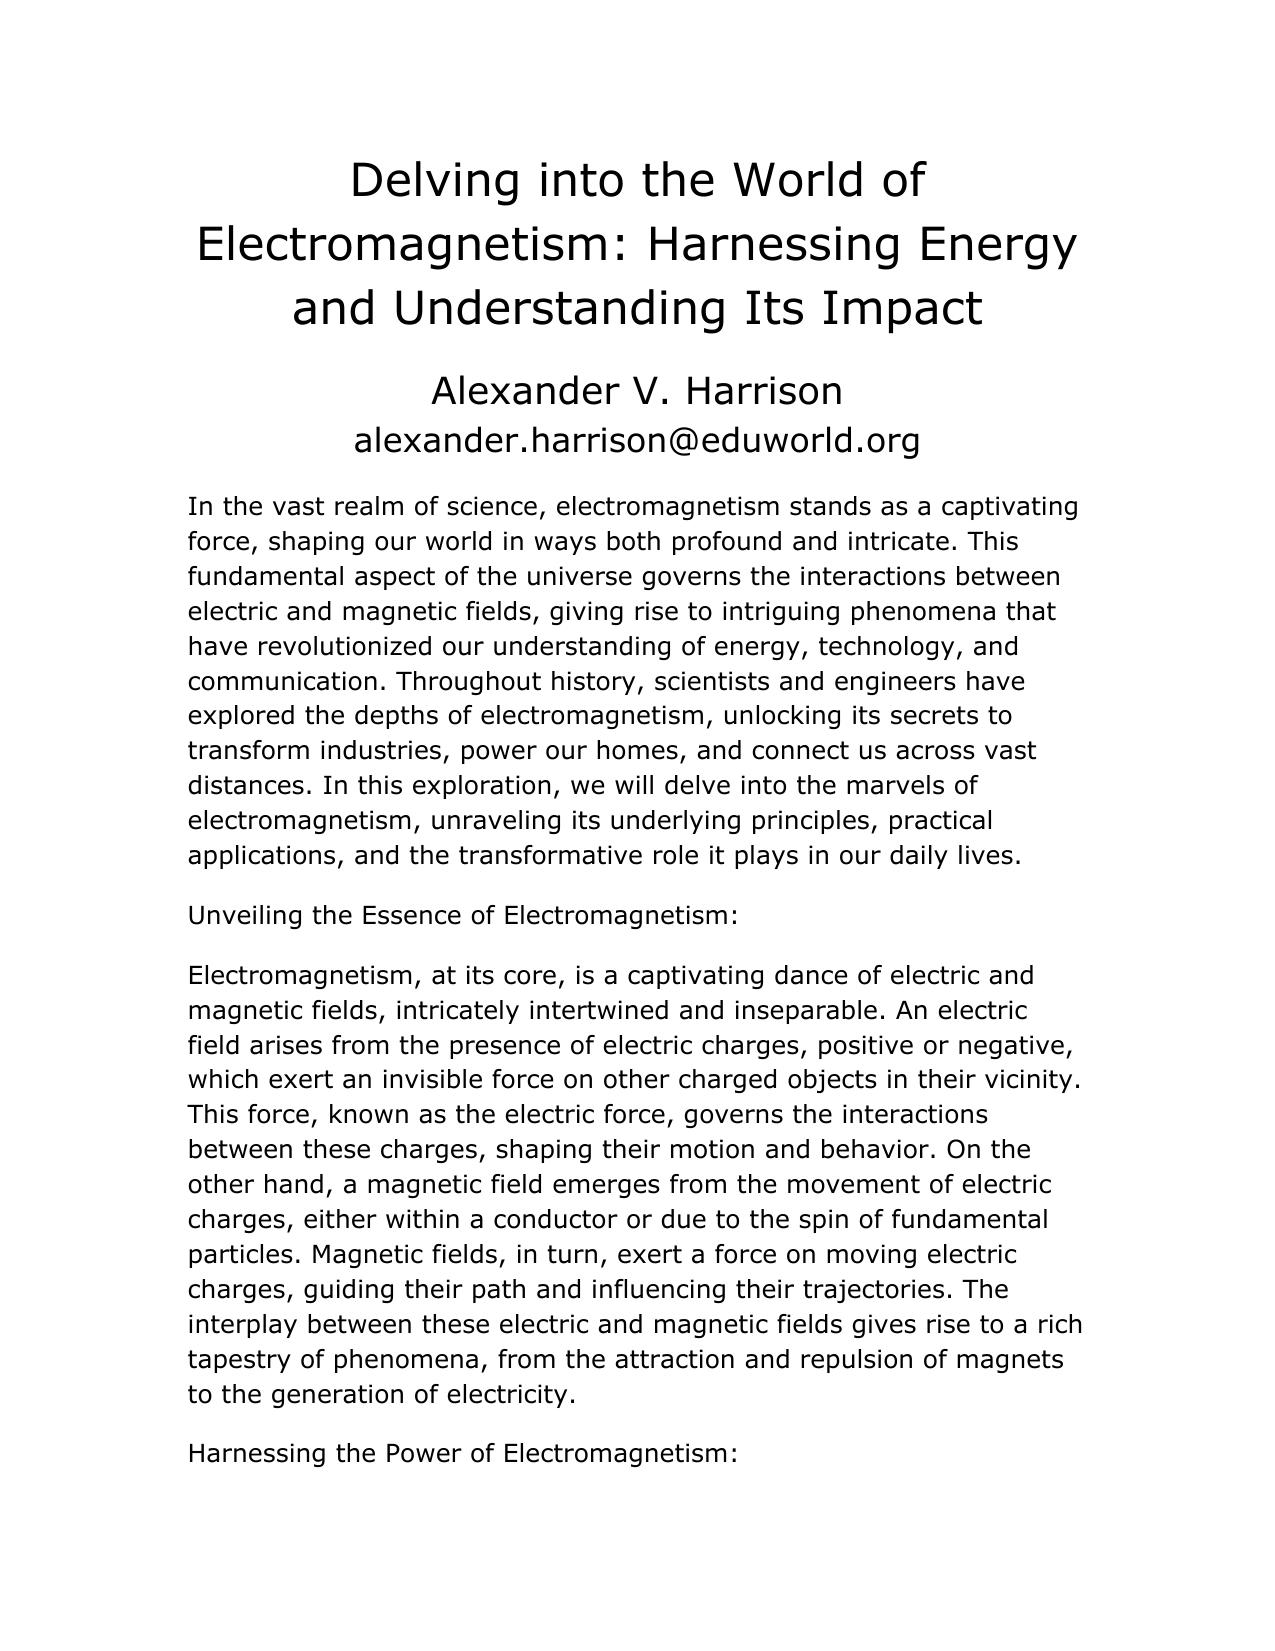 Delving into the World of
Electromagnetism: Harnessing Energy
and Understanding Its Impact
Alexander V. Harrison
alexander.harrison@eduworld.org
In the vast realm of science, electromagnetism stands as a captivating
force, shaping our world in ways both profound and intricate. This
fundamental aspect of the universe governs the interactions between
electric and magnetic fields, giving rise to intriguing phenomena that
have revolutionized our understanding of energy, technology, and
communication. Throughout history, scientists and engineers have
explored the depths of electromagnetism, unlocking its secrets to
transform industries, power our homes, and connect us across vast
distances. In this exploration, we will delve into the marvels of
electromagnetism, unraveling its underlying principles, practical
applications, and the transformative role it plays in our daily lives.
Unveiling the Essence of Electromagnetism:
Electromagnetism, at its core, is a captivating dance of electric and
magnetic fields, intricately intertwined and inseparable. An electric
field arises from the presence of electric charges, positive or negative,
which exert an invisible force on other charged objects in their vicinity.
This force, known as the electric force, governs the interactions
between these charges, shaping their motion and behavior. On the
other hand, a magnetic field emerges from the movement of electric
charges, either within a conductor or due to the spin of fundamental
particles. Magnetic fields, in turn, exert a force on moving electric
charges, guiding their path and influencing their trajectories. The
interplay between these electric and magnetic fields gives rise to a rich
tapestry of phenomena, from the attraction and repulsion of magnets
to the generation of electricity.
Harnessing the Power of Electromagnetism: